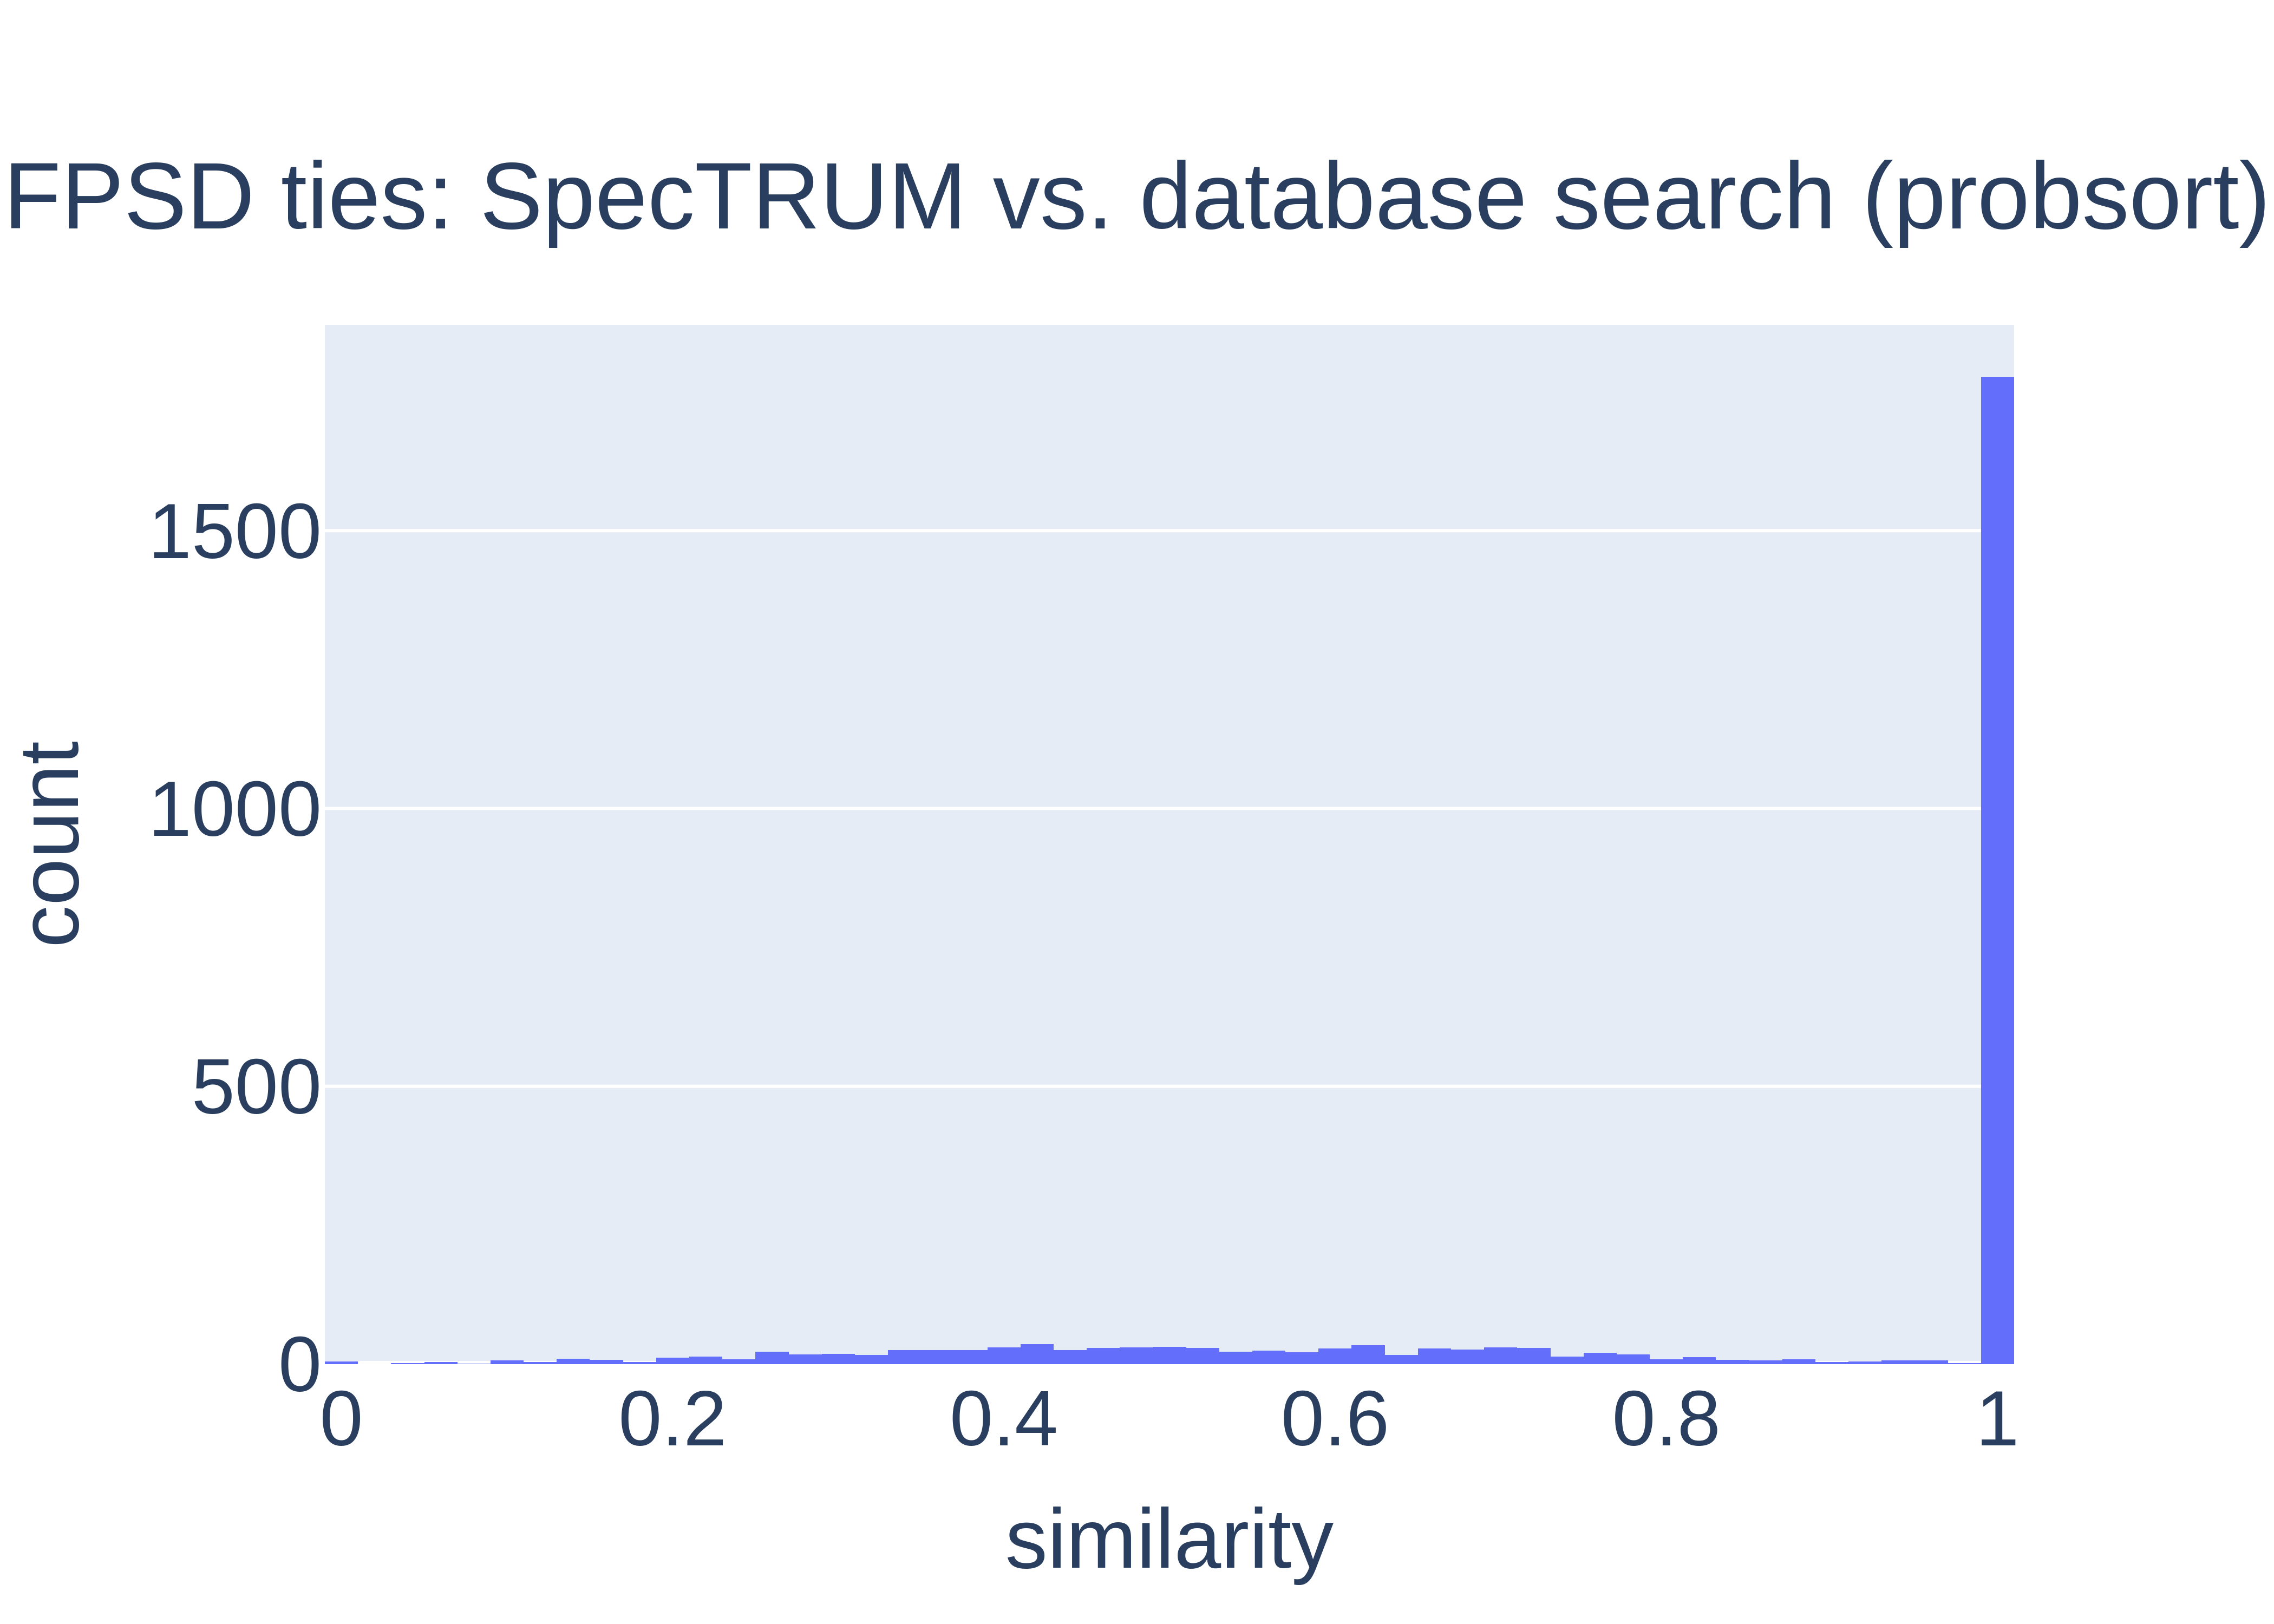 FPSD ties: SpecTRUM vs. database search (probsort)
1500
1000
500
0
count
0 0.2 0.4 0.6 0.8 1
similarity